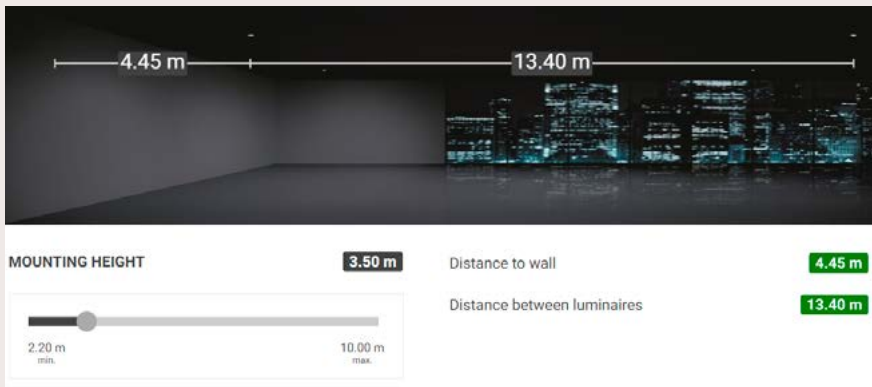 4.45 m 13.40 m
MOUNTING HEIGHT 3.50 m
2.20 m 10.00 m
min. max.
Distance to wall 4.45 m
Distance between luminaires 13.40 m